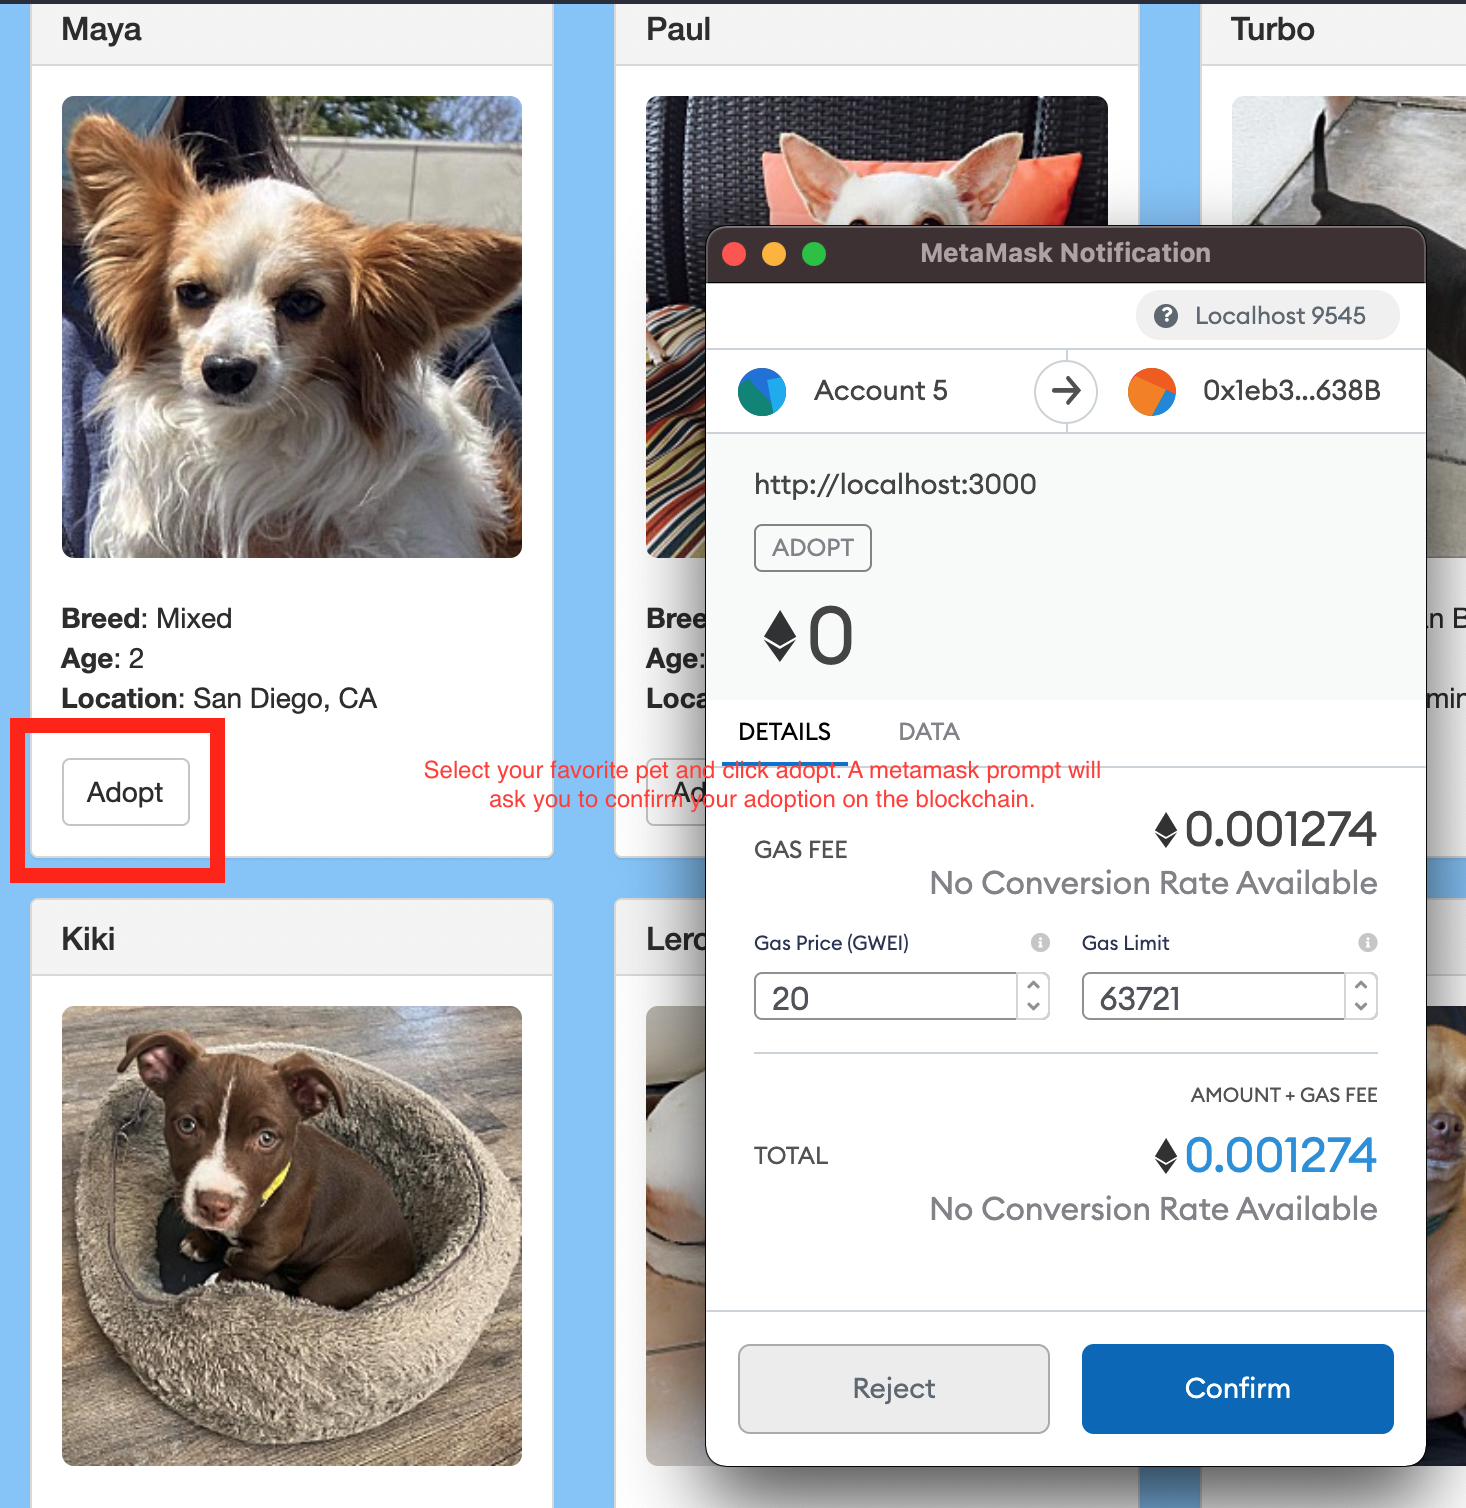 Maya
Paul
Turbo
MetaMask Notification
Localhost 9545
Account 5
0x1eb3...638B
http://localhost:3000
ADOPT
0
Breed: Mixed
Age: 2
Location: San Diego, CA
Bree
Age:
Loca
n B
min
DETAILS
DATA
Adopt
Ad
Select your favorite pet and click adopt. A metamask prompt will
ask you to confirm your adoption on the blockchain.
GAS FEE
0.001274
No Conversion Rate Available
Gas Price (GWEI)
Gas Limit
20
63721
AMOUNT + GAS FEE
TOTAL
0.001274
No Conversion Rate Available
Kiki
Lero
Reject
Confirm